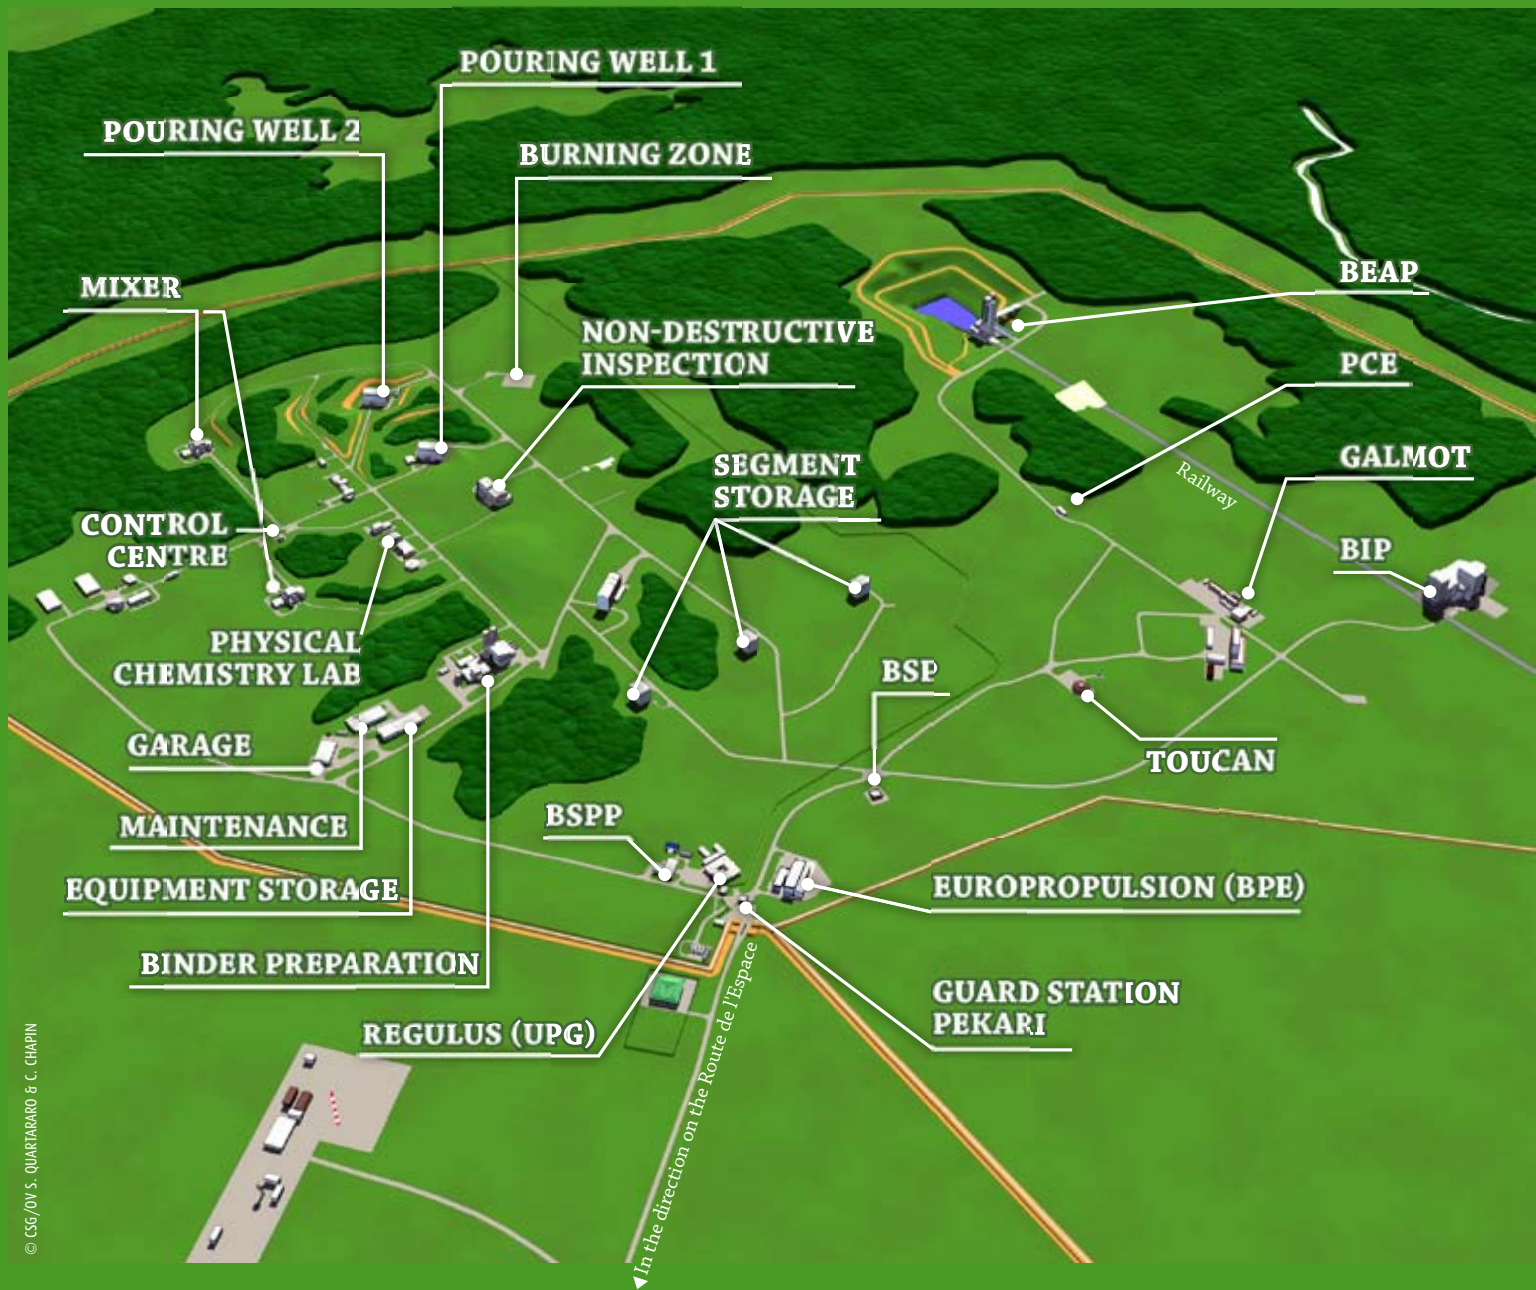 POURING WELL 1
POURING WELL 2
BURNING ZONE
MIXER
BEAP
NON-DESTRUCTIVE
INSPECTION
PCE
SEGMENT
STORAGE
Railway
GALMOT
CONTROL
CENTRE
BIP
PHYSICAL
CHEMISTRY LAB
BSP
GARAGE
TOUCAN
MAINTENANCE
BSPP
EQUIPMENT STORAGE
EUROPROPULSION (BPE)
BINDER PREPARATION
GUARD STATION
PEKARI
REGULUS (UPG)
In the direction on the Route de l'Espace
© CSG/OV S. QUARTARARO & C. CHAPIN